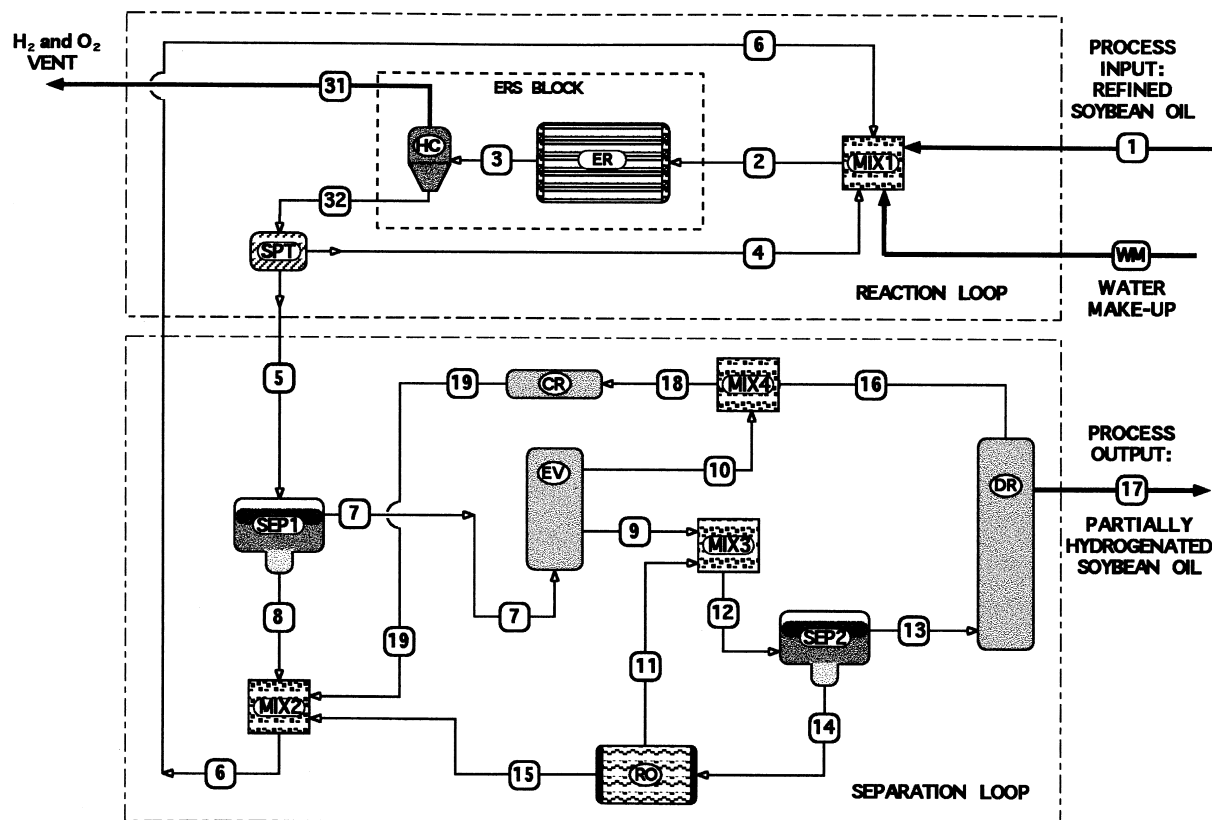 H2 and O2
VENT
6
PROCESS
INPUT:
REFINED
SOYBEAN OIL
31
ERS BLOCK
HC
3
ER
2
MIX1
1
32
SPT
4
WM
REACTION LOOP
WATER
MAKE-UP
5
19
CR
18
MIX4
16
PROCESS
OUTPUT:
EV
10
DR
17
7
SEP1
9
MIX3
PARTIALLY
HYDROGENATED
SOYBEAN OIL
8
19
7
12
SEP2
13
11
MIX2
14
6
15
RO
SEPARATION LOOP